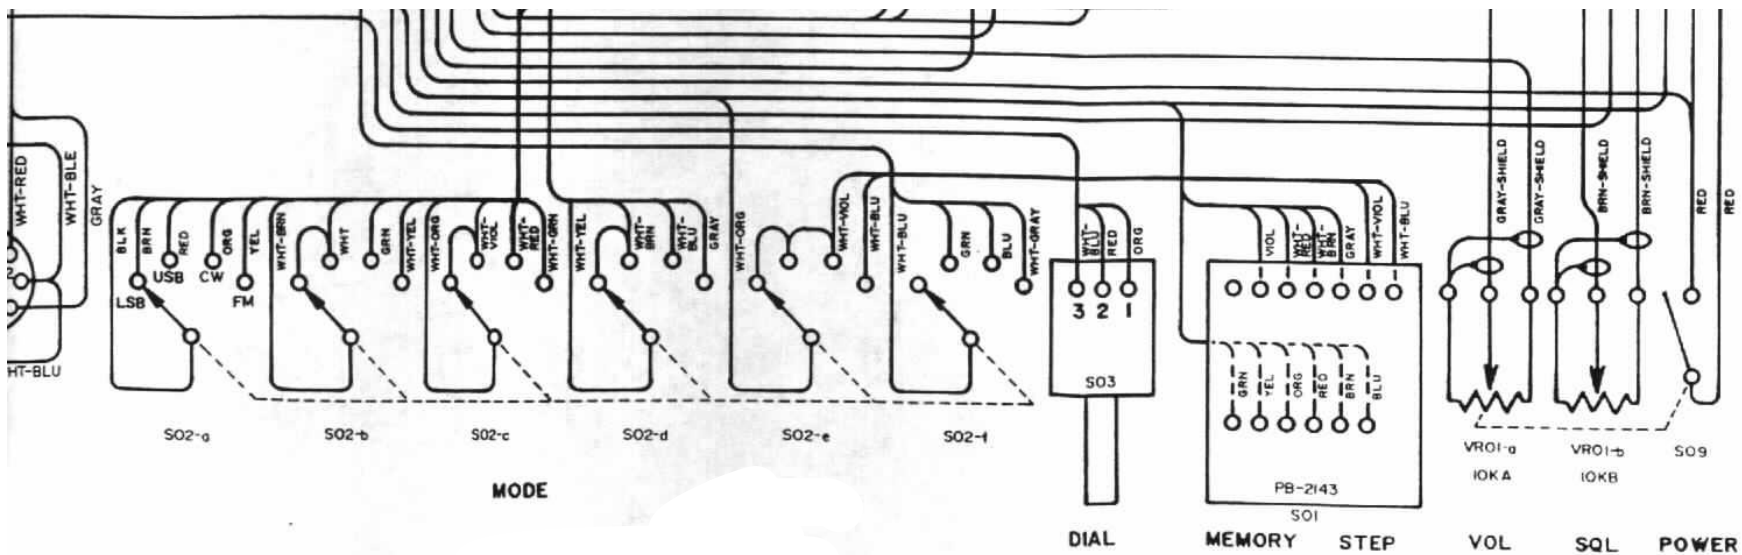 WHT-RED
WHT-BLE
GRAY
2
HT-BLU
BLK
BRN
RED
ORG
YEL
LSB
USB
CW
FM
WHT-BRN
WHT
GRN
WHT-YEL
WHT-ORG
WHT-
VIOL
WHT-
RED
WHT-GRN
WHT-YEL
WHT-
BRN
WHT-
BLU
GRAY
WHT-ORG
WHT-VIOL
WHT-BLU
WHT-BLU
GRN
BLU
WHT-GRAY
WHT-
BLU
RED
ORG
3 2 1
S03
VIOL
WHT-
RED
WHT-
BRN
GRAY
WHT-VIOL
WHT-BLU
GRN
YEL
ORG
RED
BRN
BLU
PB-2143
S01
GRAY-SHIELD
GRAY-SHIELD
BRN-SHIELD
BRN-SHIELD
RED
RED
S02-a
S02-b
S02-c
S02-d
S02-e
S02-f
VR01-a
10KA
VR01-b
10KB
S09
MODE
DIAL
MEMORY
STEP
VOL
SQL
POWER